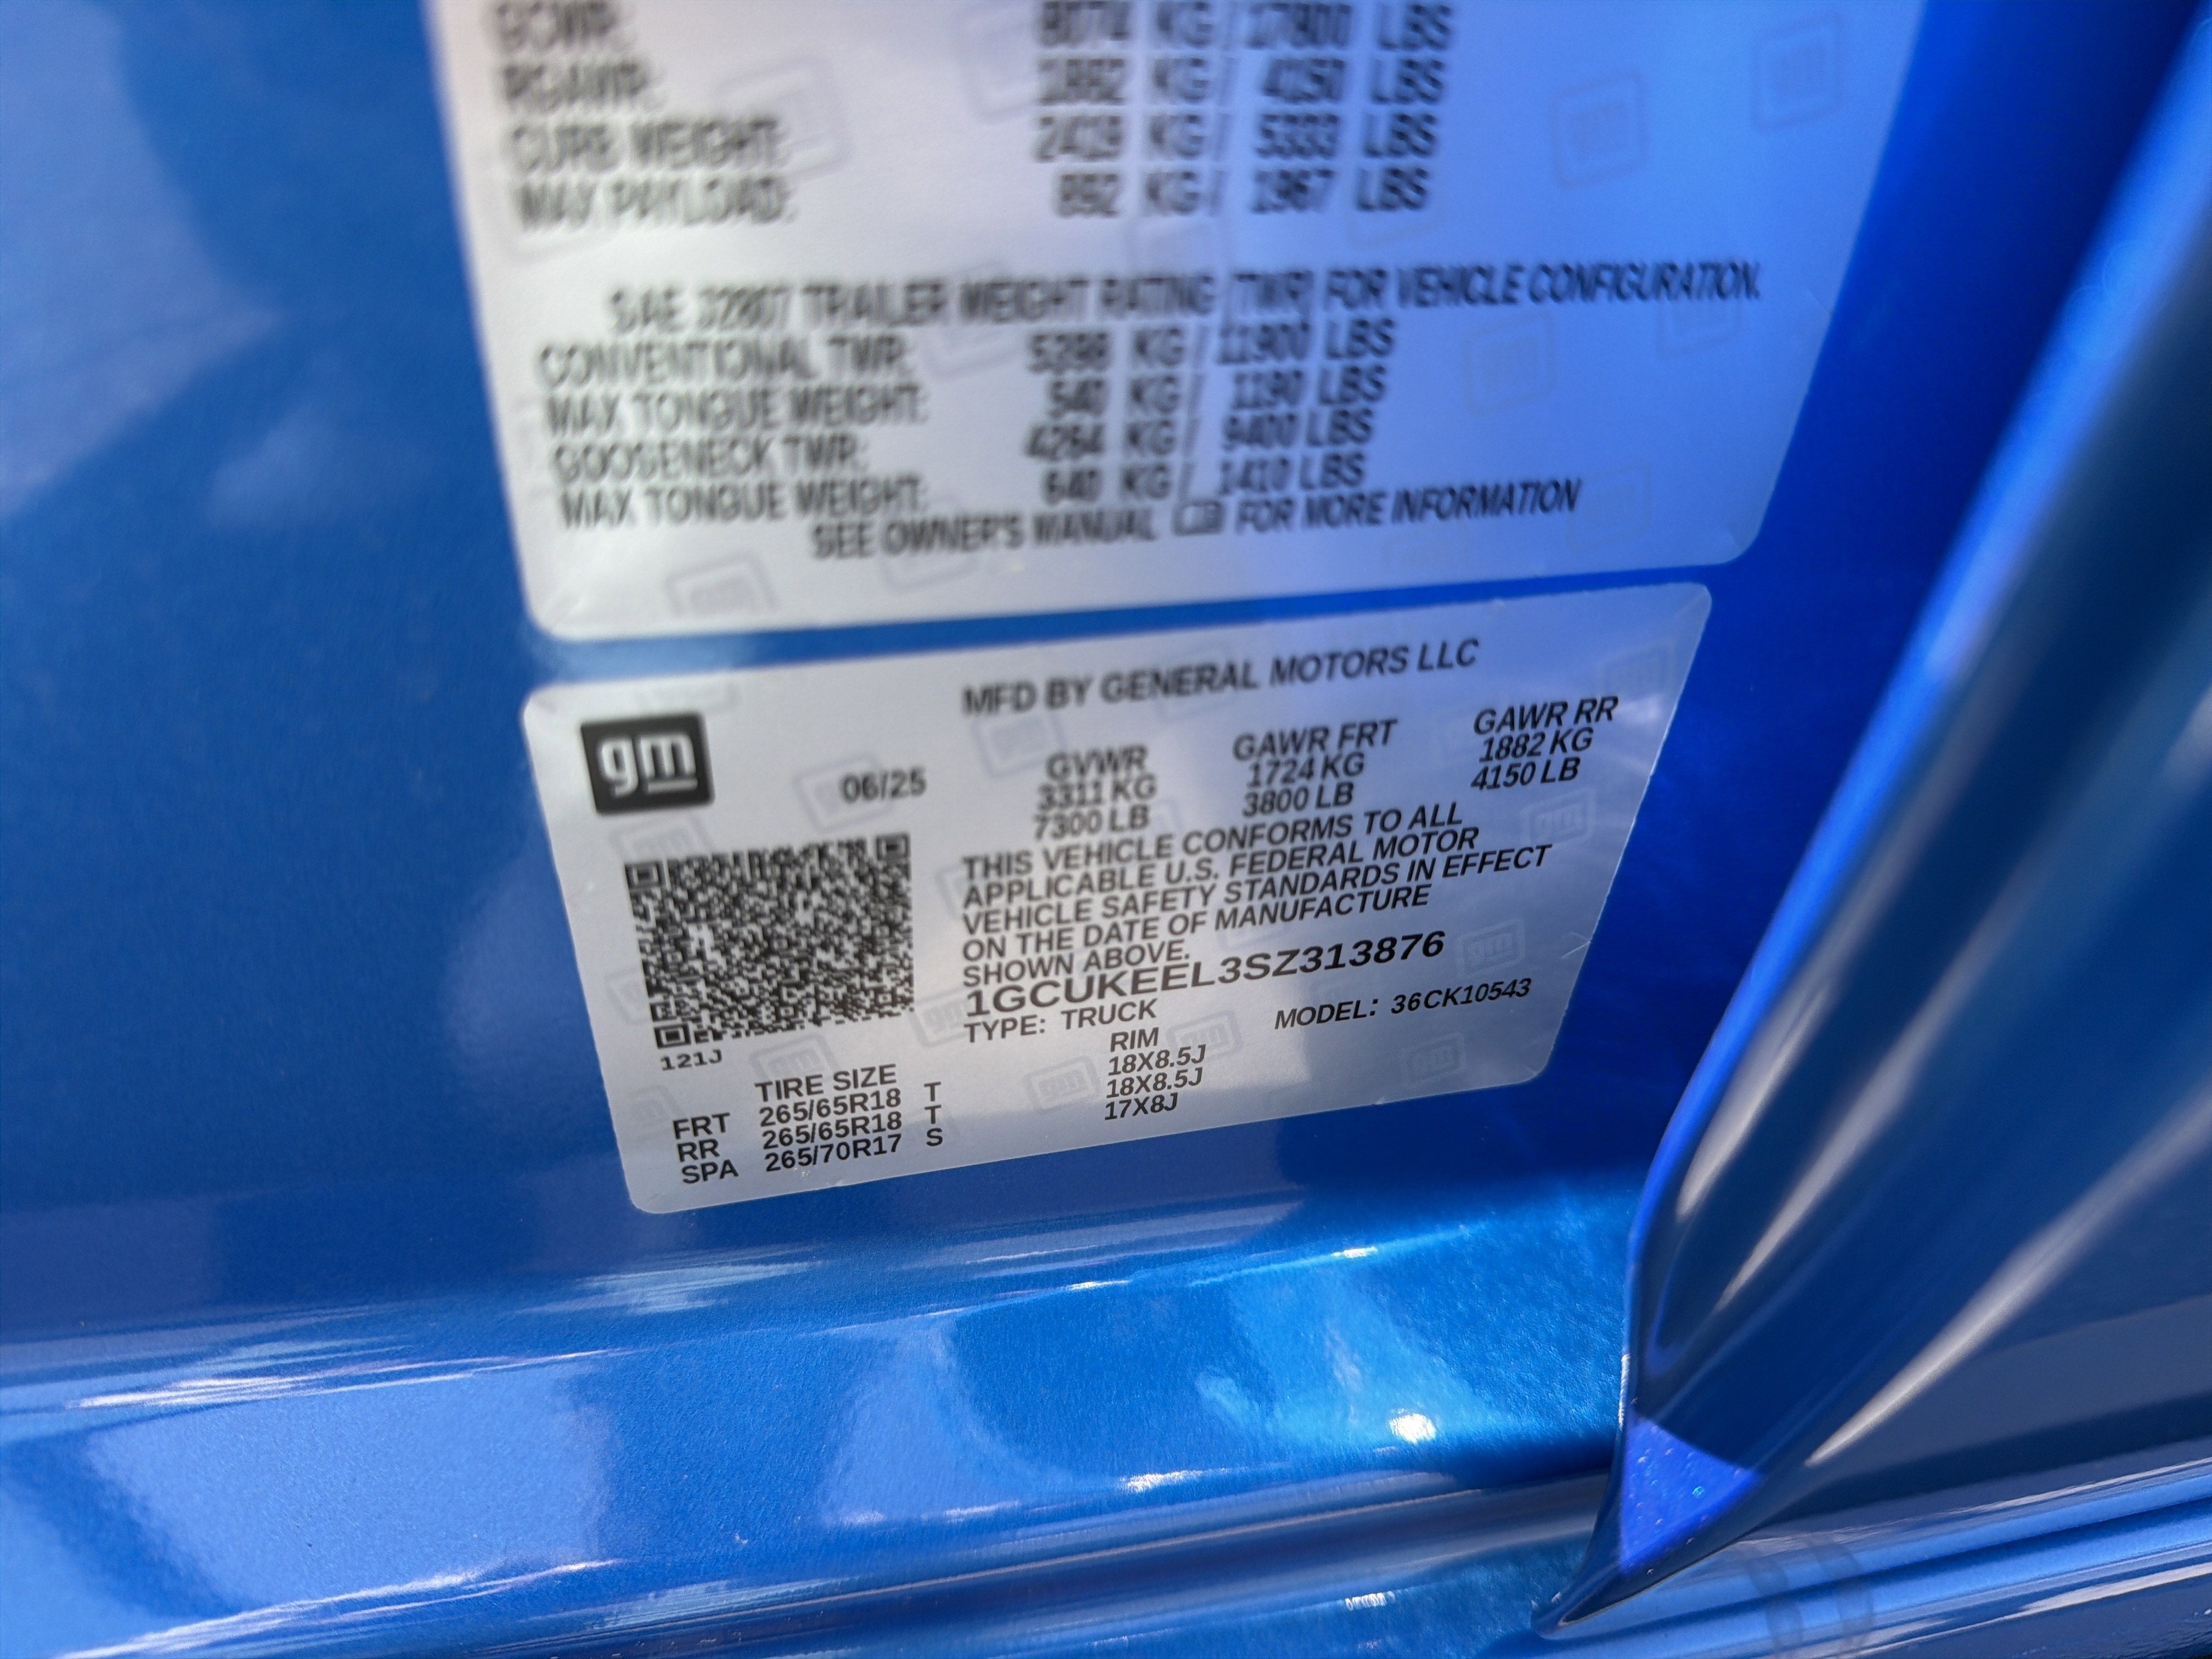 GCWR: 8074 KG / 17800 LBS
RGAWR: 1882 KG / 4150 LBS
CURB WEIGHT: 2419 KG / 5333 LBS
MAX PAYLOAD: 892 KG / 1967 LBS
SAE J2807 TRAILER WEIGHT RATING (TWR) FOR VEHICLE CONFIGURATION.
CONVENTIONAL TWR: 5398 KG / 11900 LBS
MAX TONGUE WEIGHT: 540 KG / 1190 LBS
GOOSENECK TWR: 4264 KG / 9400 LBS
MAX TONGUE WEIGHT: 640 KG / 1410 LBS
SEE OWNER'S MANUAL FOR MORE INFORMATION
MFD BY GENERAL MOTORS LLC
gm
06/25
GVWR GAWR FRT GAWR RR
3311 KG 1724 KG 1882 KG
7300 LB 3800 LB 4150 LB
THIS VEHICLE CONFORMS TO ALL
APPLICABLE U.S. FEDERAL MOTOR
VEHICLE SAFETY STANDARDS IN EFFECT
ON THE DATE OF MANUFACTURE
SHOWN ABOVE.
1GCUKEEL3SZ313876
TYPE: TRUCK MODEL: 36CK10543
121J
TIRE SIZE RIM
FRT 265/65R18 T 18X8.5J
RR 265/65R18 T 18X8.5J
SPA 265/70R17 S 17X8J